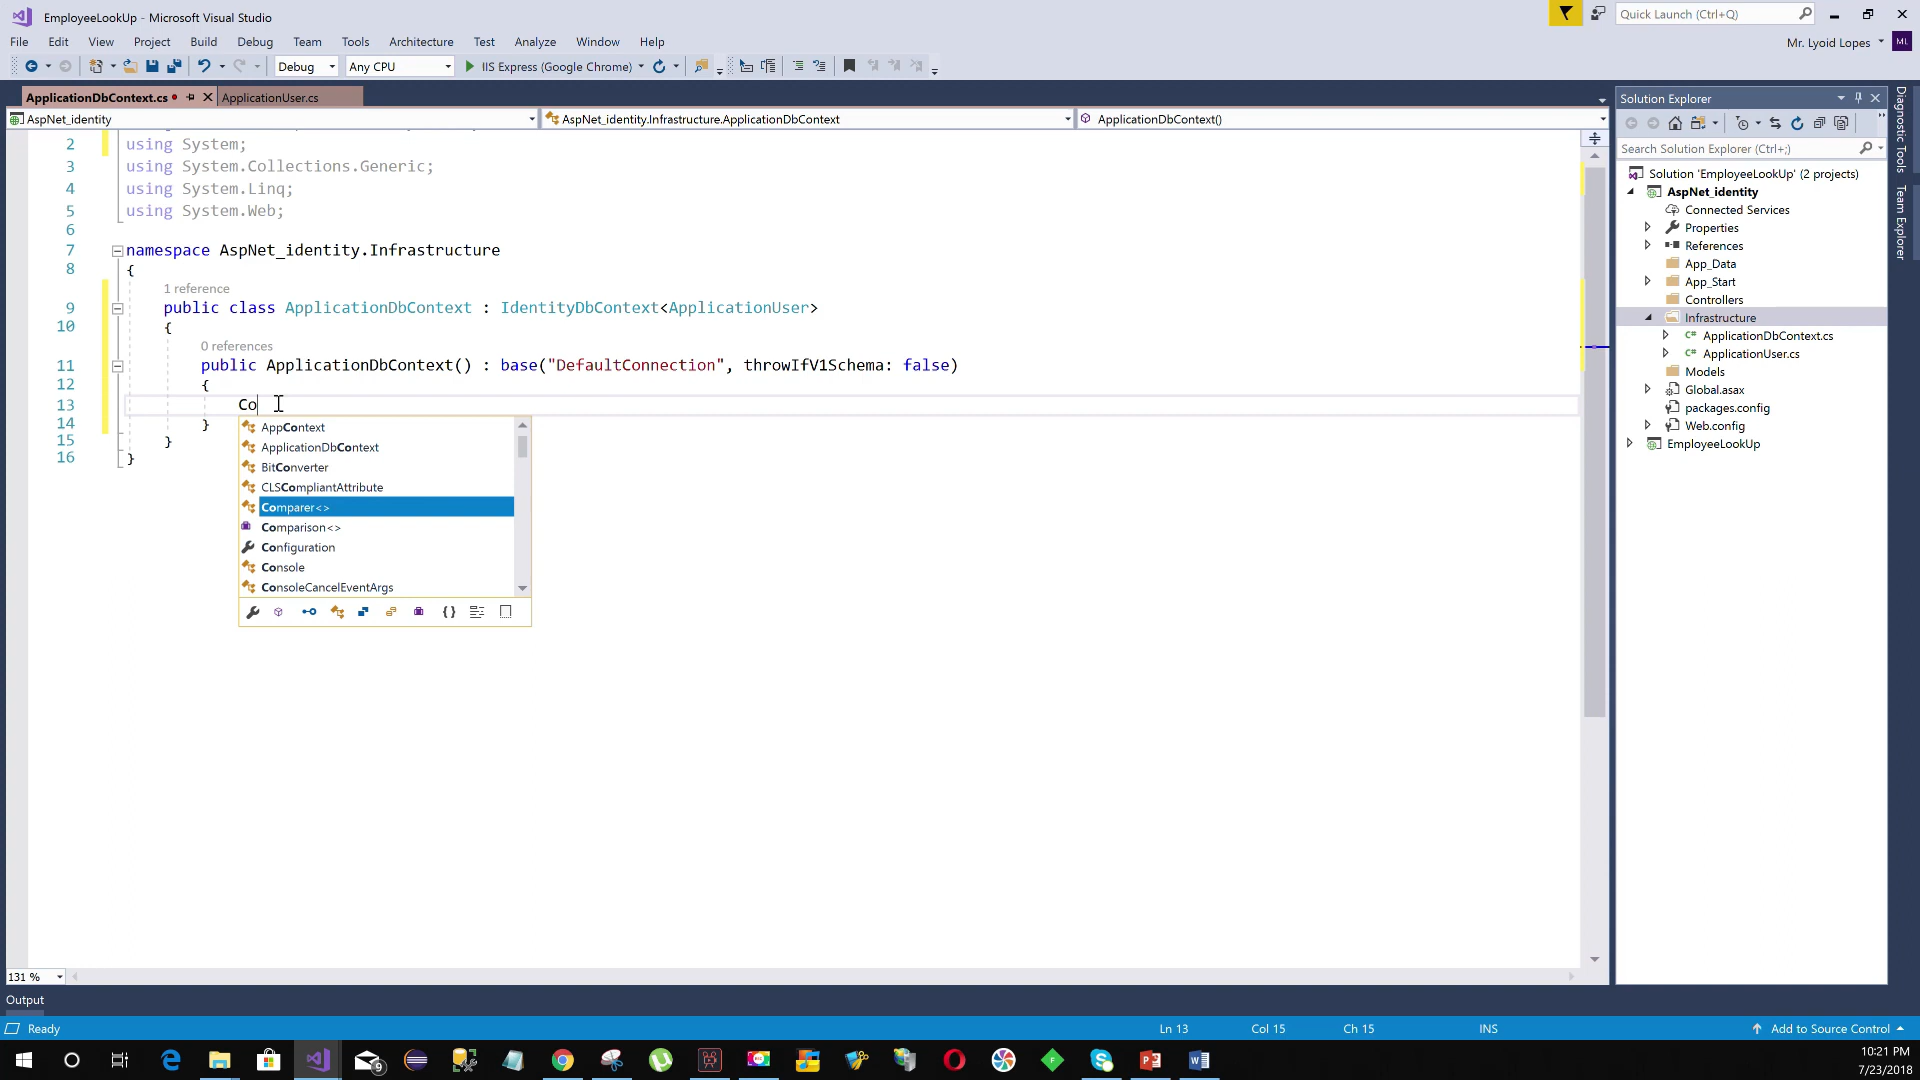 EmployeeLookUp - Microsoft Visual Studio
Quick Launch (Ctrl+Q)
File Edit View Project Build Debug Team Tools Architecture Test Analyze Window Help
Mr. Lyoid Lopes ML
Debug Any CPU IIS Express (Google Chrome)
ApplicationDbContext.cs ApplicationUser.cs
AspNet_identity AspNet_identity.Infrastructure.ApplicationDbContext ApplicationDbContext()
2 using System;
3 using System.Collections.Generic;
4 using System.Linq;
5 using System.Web;
6
7 namespace AspNet_identity.Infrastructure
8 {
1 reference
9 public class ApplicationDbContext : IdentityDbContext<ApplicationUser>
10 {
0 references
11 public ApplicationDbContext() : base("DefaultConnection", throwIfV1Schema: false)
12 {
13 Co
14 }
15 }
16 }
AppContext
ApplicationDbContext
BitConverter
CLSCompliantAttribute
Comparer<>
Comparison<>
Configuration
Console
ConsoleCancelEventArgs
Solution Explorer
Search Solution Explorer (Ctrl+;)
Solution 'EmployeeLookUp' (2 projects)
AspNet_identity
Connected Services
Properties
References
App_Data
App_Start
Controllers
Infrastructure
ApplicationDbContext.cs
ApplicationUser.cs
Models
Global.asax
packages.config
Web.config
EmployeeLookUp
Diagnostic Tools
Team Explorer
131 %
Output
Ready Ln 13 Col 15 Ch 15 INS Add to Source Control
9
10:21 PM
7/23/2018